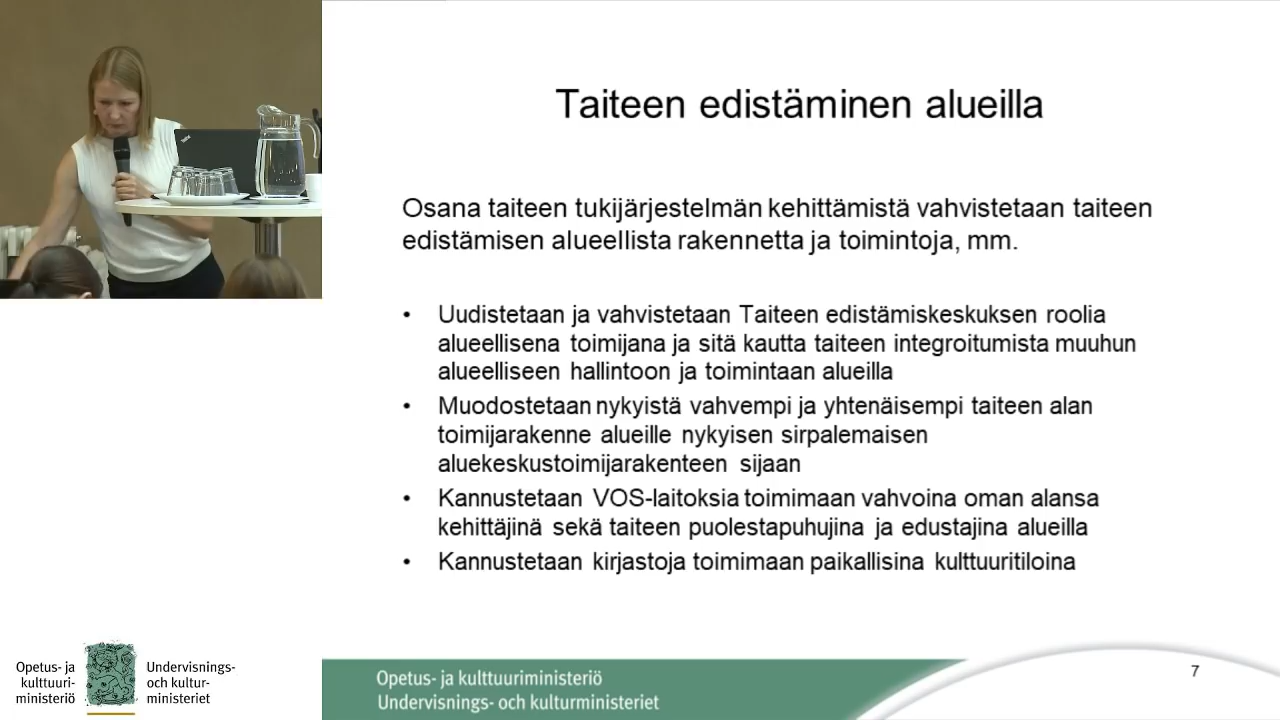 Taiteen edistäminen alueilla
Osana taiteen tukijärjestelmän kehittämistä vahvistetaan taiteen
edistämisen alueellista rakennetta ja toimintoja, mm.
• Uudistetaan ja vahvistetaan Taiteen edistämiskeskuksen roolia
alueellisena toimijana ja sitä kautta taiteen integroitumista muuhun
alueelliseen hallintoon ja toimintaan alueilla
• Muodostetaan nykyistä vahvempi ja yhtenäisempi taiteen alan
toimijarakenne alueille nykyisen sirpalemaisen
aluekeskustoimijarakenteen sijaan
• Kannustetaan VOS-laitoksia toimimaan vahvoina oman alansa
kehittäjinä sekä taiteen puolestapuhujina ja edustajina alueilla
• Kannustetaan kirjastoja toimimaan paikallisina kulttuuritiloina
Opetus- ja
kulttuuri-
ministeriö
Undervisnings-
och kultur-
ministeriet
Opetus- ja kulttuuriministeriö
Undervisnings- och kulturministeriet
7